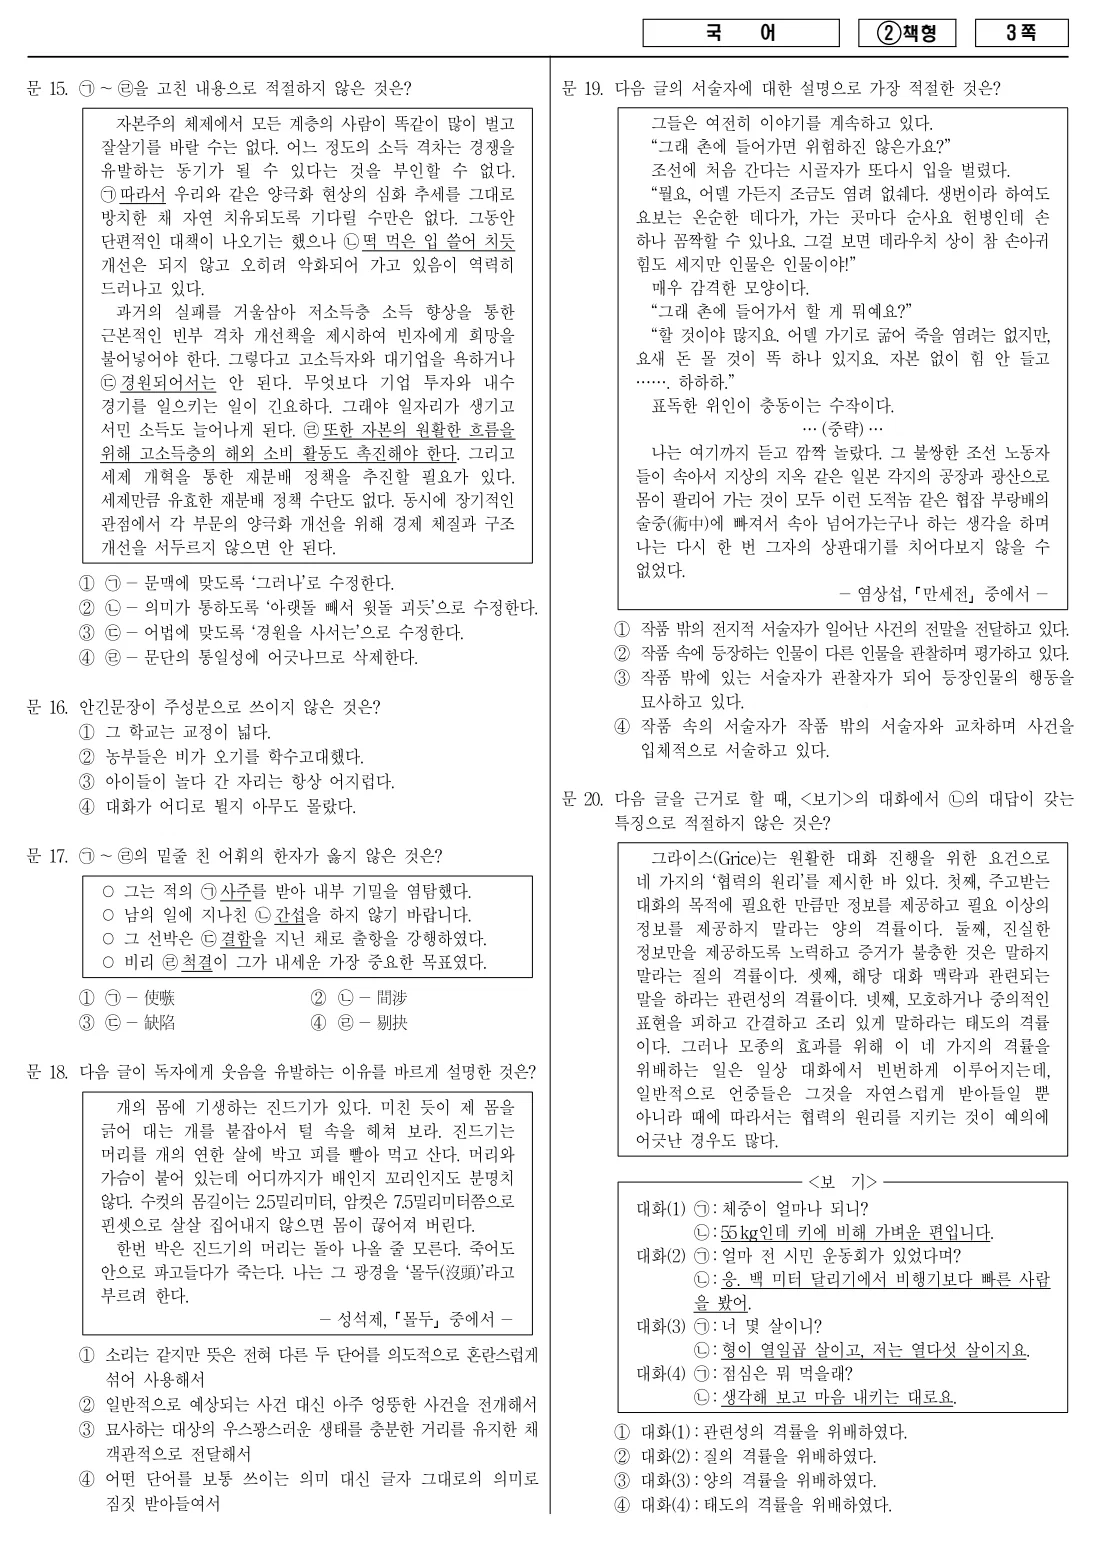 국 어
②책형
3쪽
문 15. ㉠ ~ ㉣을 고친 내용으로 적절하지 않은 것은?
자본주의 체제에서 모든 계층의 사람이 똑같이 많이 벌고
잘살기를 바랄 수는 없다. 어느 정도의 소득 격차는 경쟁을
유발하는 동기가 될 수 있다는 것을 부인할 수 없다.
㉠따라서 우리와 같은 양극화 현상의 심화 추세를 그대로
방치한 채 자연 치유되도록 기다릴 수만은 없다. 그동안
단편적인 대책이 나오기는 했으나 ㉡떡 먹은 입 쓸어 치듯
개선은 되지 않고 오히려 악화되어 가고 있음이 역력히
드러나고 있다.
과거의 실패를 거울삼아 저소득층 소득 향상을 통한
근본적인 빈부 격차 개선책을 제시하여 빈자에게 희망을
불어넣어야 한다. 그렇다고 고소득자와 대기업을 욕하거나
㉢경원되어서는 안 된다. 무엇보다 기업 투자와 내수
경기를 일으키는 일이 긴요하다. 그래야 일자리가 생기고
서민 소득도 늘어나게 된다. ㉣또한 자본의 원활한 흐름을
위해 고소득층의 해외 소비 활동도 촉진해야 한다. 그리고
세제 개혁을 통한 재분배 정책을 추진할 필요가 있다.
세제만큼 유효한 재분배 정책 수단도 없다. 동시에 장기적인
관점에서 각 부문의 양극화 개선을 위해 경제 체질과 구조
개선을 서두르지 않으면 안 된다.
① ㉠ – 문맥에 맞도록 ‘그러나’로 수정한다.
② ㉡ – 의미가 통하도록 ‘아랫돌 빼서 윗돌 괴듯’으로 수정한다.
③ ㉢ – 어법에 맞도록 ‘경원을 사서는’으로 수정한다.
④ ㉣ – 문단의 통일성에 어긋나므로 삭제한다.
문 16. 안긴문장이 주성분으로 쓰이지 않은 것은?
① 그 학교는 교정이 넓다.
② 농부들은 비가 오기를 학수고대했다.
③ 아이들이 놀다 간 자리는 항상 어지럽다.
④ 대화가 어디로 튈지 아무도 몰랐다.
문 17. ㉠ ~ ㉣의 밑줄 친 어휘의 한자가 옳지 않은 것은?
○ 그는 적의 ㉠사주를 받아 내부 기밀을 염탐했다.
○ 남의 일에 지나친 ㉡간섭을 하지 않기 바랍니다.
○ 그 선박은 ㉢결함을 지닌 채로 출항을 강행하였다.
○ 비리 ㉣척결이 그가 내세운 가장 중요한 목표였다.
① ㉠ – 使嗾 ② ㉡ – 間涉
③ ㉢ – 缺陷 ④ ㉣ – 剔抉
문 18. 다음 글이 독자에게 웃음을 유발하는 이유를 바르게 설명한 것은?
개의 몸에 기생하는 진드기가 있다. 미친 듯이 제 몸을
긁어 대는 개를 붙잡아서 털 속을 헤쳐 보라. 진드기는
머리를 개의 연한 살에 박고 피를 빨아 먹고 산다. 머리와
가슴이 붙어 있는데 어디까지가 배인지 꼬리인지도 분명치
않다. 수컷의 몸길이는 2.5밀리미터, 암컷은 7.5밀리미터쯤으로
핀셋으로 살살 집어내지 않으면 몸이 끊어져 버린다.
한번 박은 진드기의 머리는 돌아 나올 줄 모른다. 죽어도
안으로 파고들다가 죽는다. 나는 그 광경을 ‘몰두(沒頭)’라고
부르려 한다.
– 성석제, 「몰두」 중에서 –
① 소리는 같지만 뜻은 전혀 다른 두 단어를 의도적으로 혼란스럽게
섞어 사용해서
② 일반적으로 예상되는 사건 대신 아주 엉뚱한 사건을 전개해서
③ 묘사하는 대상의 우스꽝스러운 생태를 충분한 거리를 유지한 채
객관적으로 전달해서
④ 어떤 단어를 보통 쓰이는 의미 대신 글자 그대로의 의미로
짐짓 받아들여서
문 19. 다음 글의 서술자에 대한 설명으로 가장 적절한 것은?
그들은 여전히 이야기를 계속하고 있다.
“그래 촌에 들어가면 위험하진 않은가요?”
조선에 처음 간다는 시골자가 또다시 입을 벌렸다.
“뭘요, 어델 가든지 조금도 염려 없쉐다. 생번이라 하여도
요보는 온순한 데다가, 가는 곳마다 순사요 헌병인데 손
하나 꼼짝할 수 있나요. 그걸 보면 데라우치 상이 참 손아귀
힘도 세지만 인물은 인물이야!”
매우 감격한 모양이다.
“그래 촌에 들어가서 할 게 뭐예요?”
“할 것이야 많지요. 어델 가기로 굶어 죽을 염려는 없지만,
요새 돈 몰 것이 똑 하나 있지요. 자본 없이 힘 안 들고
……. 하하하.”
표독한 위인이 충동이는 수작이다.
… (중략) …
나는 여기까지 듣고 깜짝 놀랐다. 그 불쌍한 조선 노동자
들이 속아서 지상의 지옥 같은 일본 각지의 공장과 광산으로
몸이 팔리어 가는 것이 모두 이런 도적놈 같은 협잡 부랑배의
술중(術中)에 빠져서 속아 넘어가는구나 하는 생각을 하며
나는 다시 한 번 그자의 상판대기를 치어다보지 않을 수
없었다.
– 염상섭, 「만세전」 중에서 –
① 작품 밖의 전지적 서술자가 일어난 사건의 전말을 전달하고 있다.
② 작품 속에 등장하는 인물이 다른 인물을 관찰하며 평가하고 있다.
③ 작품 밖에 있는 서술자가 관찰자가 되어 등장인물의 행동을
묘사하고 있다.
④ 작품 속의 서술자가 작품 밖의 서술자와 교차하며 사건을
입체적으로 서술하고 있다.
문 20. 다음 글을 근거로 할 때, <보기>의 대화에서 ㉡의 대답이 갖는
특징으로 적절하지 않은 것은?
그라이스(Grice)는 원활한 대화 진행을 위한 요건으로
네 가지의 ‘협력의 원리’를 제시한 바 있다. 첫째, 주고받는
대화의 목적에 필요한 만큼만 정보를 제공하고 필요 이상의
정보를 제공하지 말라는 양의 격률이다. 둘째, 진실한
정보만을 제공하도록 노력하고 증거가 불충한 것은 말하지
말라는 질의 격률이다. 셋째, 해당 대화 맥락과 관련되는
말을 하라는 관련성의 격률이다. 넷째, 모호하거나 중의적인
표현을 피하고 간결하고 조리 있게 말하라는 태도의 격률
이다. 그러나 모종의 효과를 위해 이 네 가지의 격률을
위배하는 일은 일상 대화에서 빈번하게 이루어지는데,
일반적으로 언중들은 그것을 자연스럽게 받아들일 뿐
아니라 때에 따라서는 협력의 원리를 지키는 것이 예의에
어긋난 경우도 많다.
<보 기>
대화(1) ㉠: 체중이 얼마나 되니?
㉡: 55kg인데 키에 비해 가벼운 편입니다.
대화(2) ㉠: 얼마 전 시민 운동회가 있었다며?
㉡: 응. 백 미터 달리기에서 비행기보다 빠른 사람
을 봤어.
대화(3) ㉠: 너 몇 살이니?
㉡: 형이 열일곱 살이고, 저는 열다섯 살이지요.
대화(4) ㉠: 점심은 뭐 먹을래?
㉡: 생각해 보고 마음 내키는 대로요.
① 대화(1): 관련성의 격률을 위배하였다.
② 대화(2): 질의 격률을 위배하였다.
③ 대화(3): 양의 격률을 위배하였다.
④ 대화(4): 태도의 격률을 위배하였다.